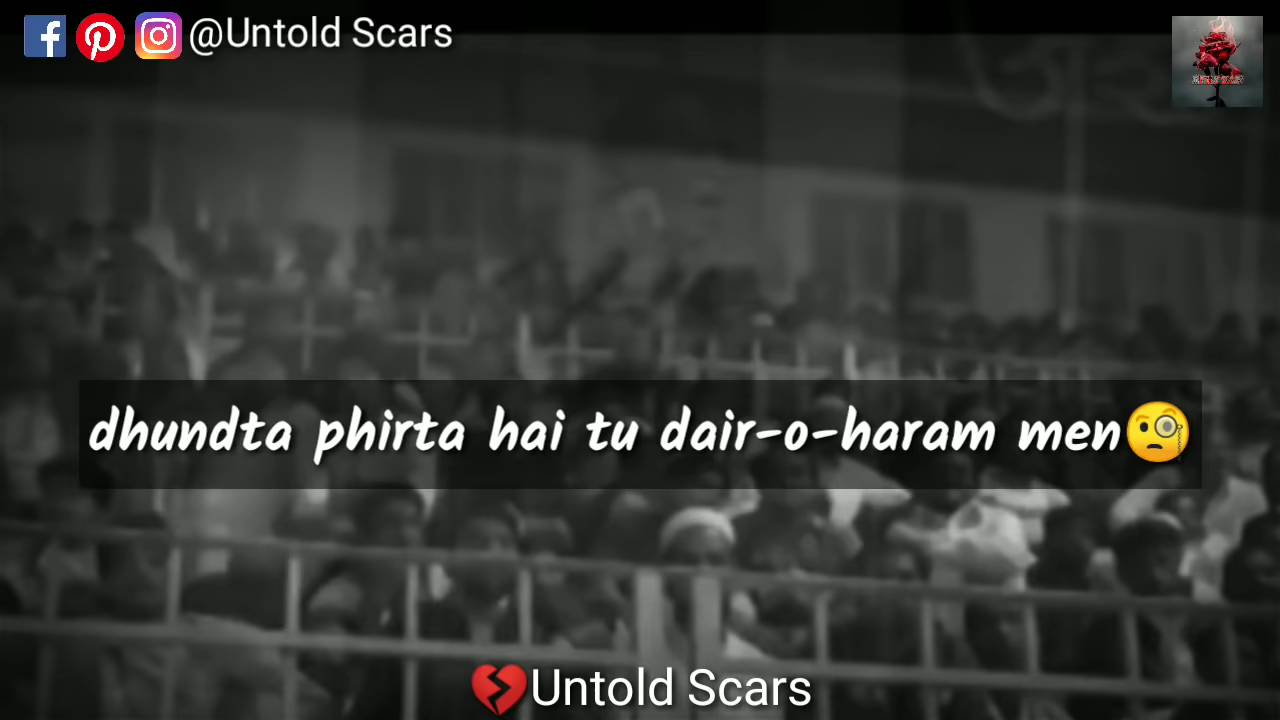 @Untold Scars
dhundta phirta hai tu dair-o-haram men🧐
💔Untold Scars